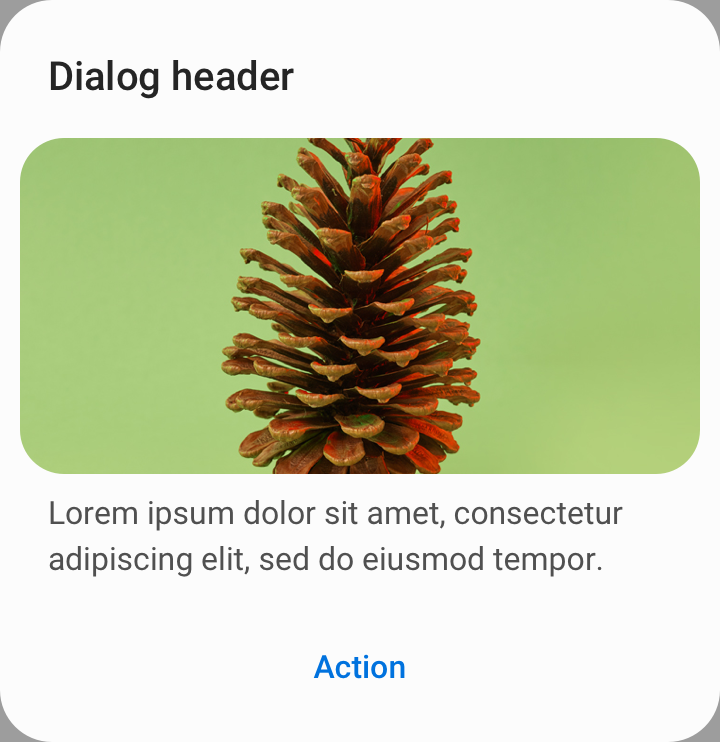 Dialog header
Lorem ipsum dolor sit amet, consectetur
adipiscing elit, sed do eiusmod tempor.
Action